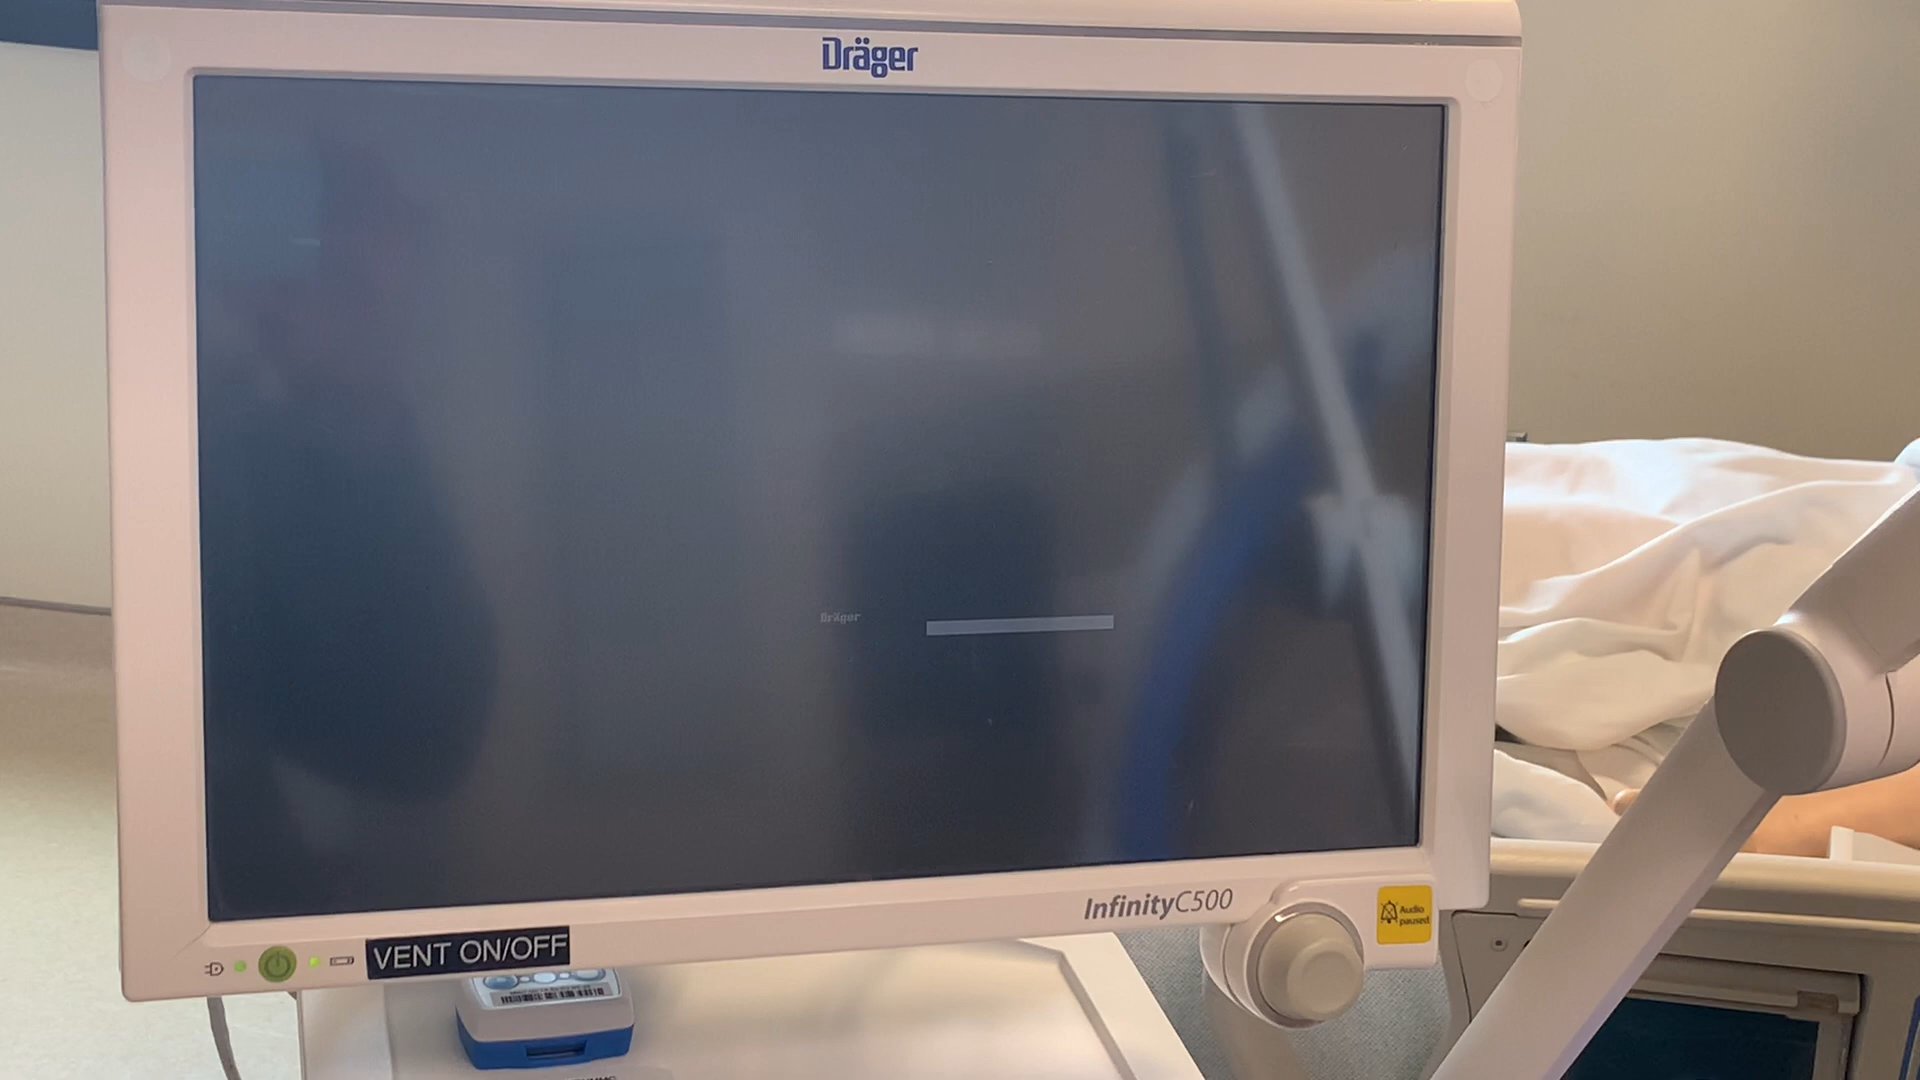 Dräger
Dräger
InfinityC500
Audio
paused
VENT ON/OFF